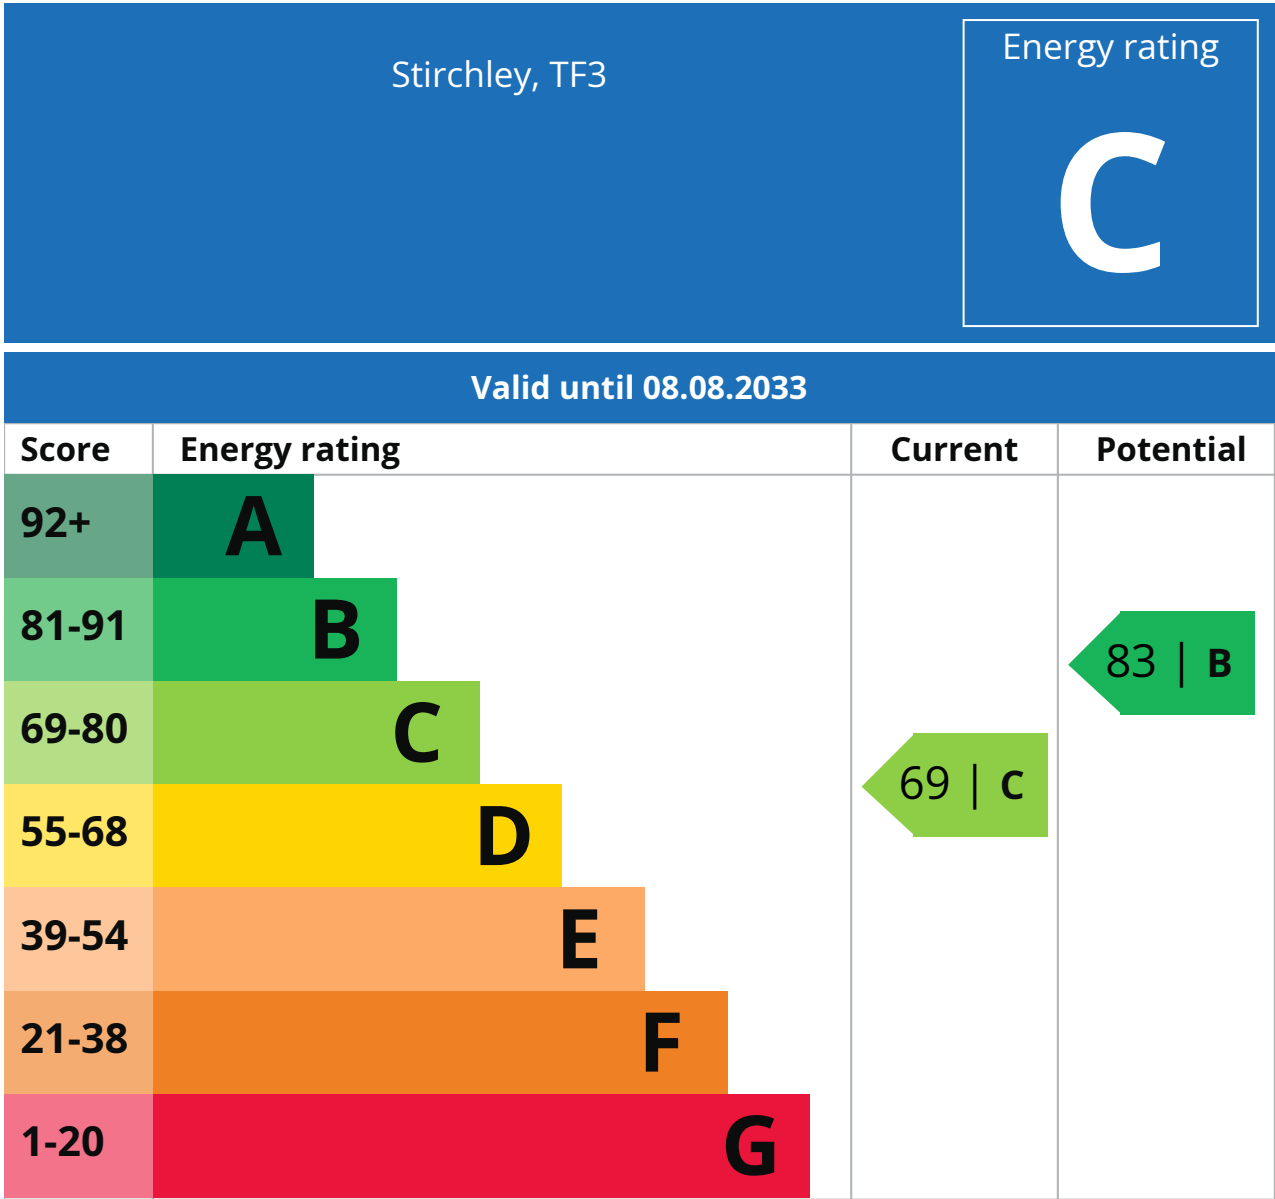 Stirchley, TF3
Energy rating
C
Valid until 08.08.2033
Score Energy rating Current Potential
92+ A
81-91 B
83 | B
69-80 C
69 | C
55-68 D
39-54 E
21-38 F
1-20 G